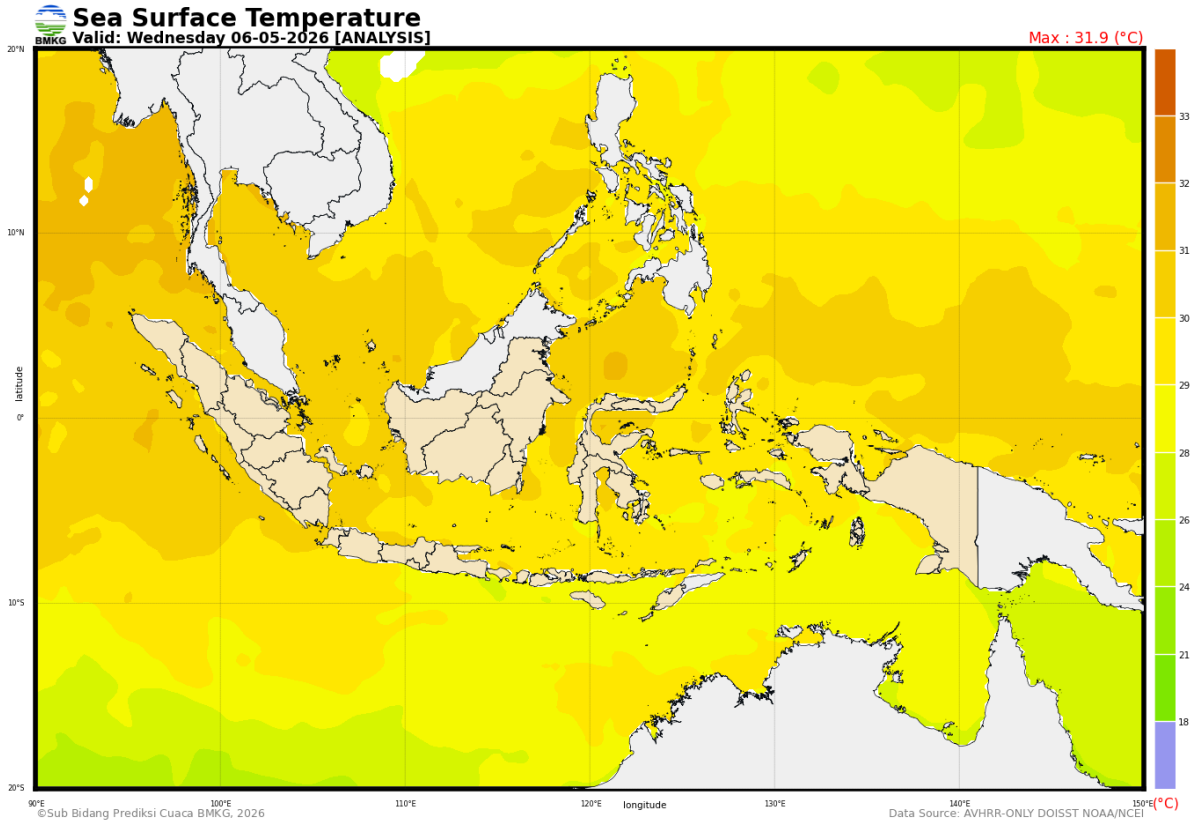 Sea Surface Temperature
BMKG
Valid: Wednesday 06-05-2026 [ANALYSIS]
Max : 31.9 (°C)
20°N
10°N
0°
10°S
20°S
latitude
33
32
31
30
29
28
26
24
21
18
(°C)
90°E
100°E
110°E
120°E
130°E
140°E
150°E
longitude
©Sub Bidang Prediksi Cuaca BMKG, 2026
Data Source: AVHRR-ONLY DOISST NOAA/NCEI